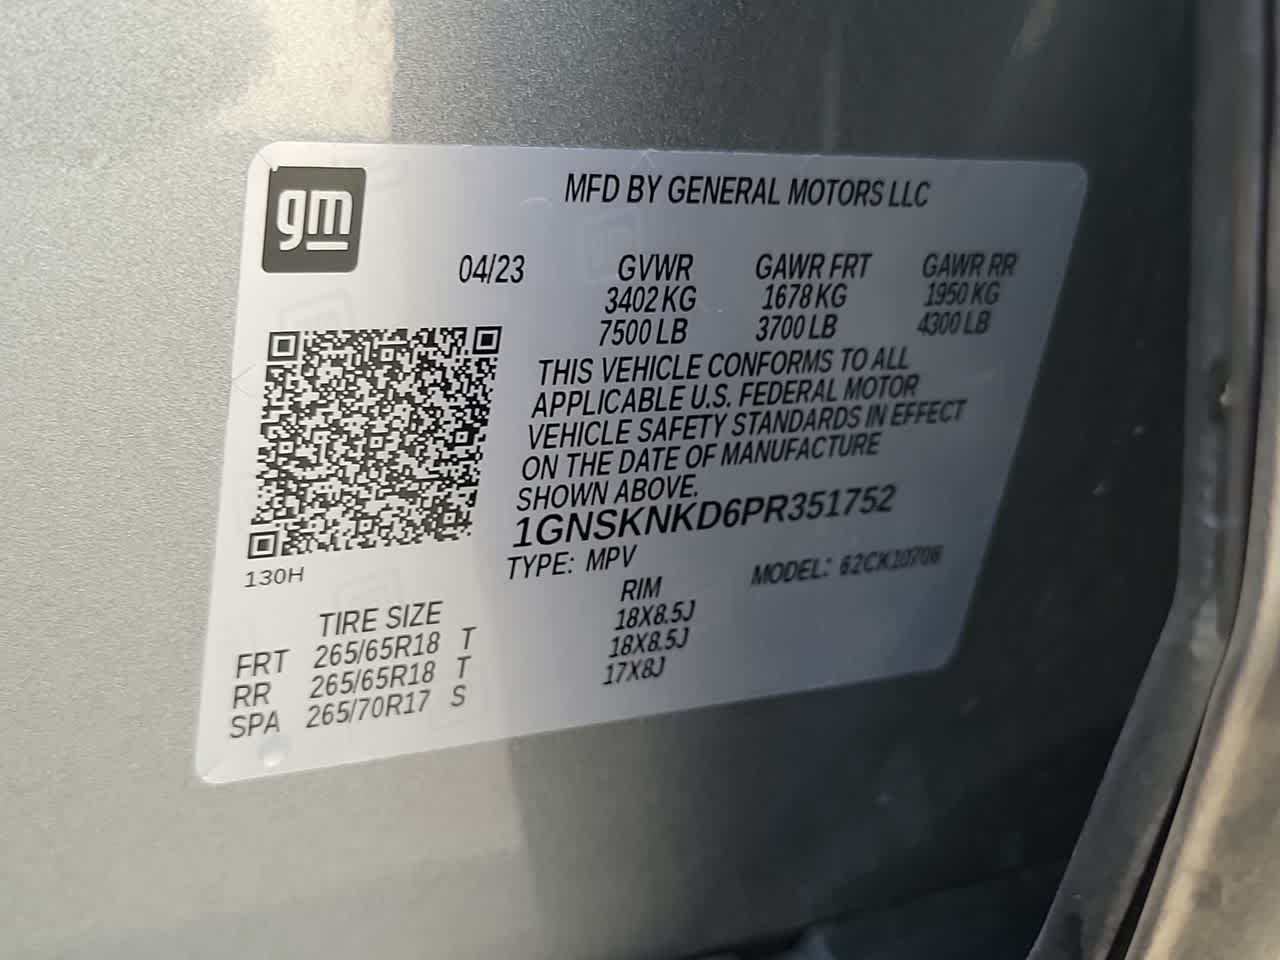 gm
MFD BY GENERAL MOTORS LLC
04/23 GVWR GAWR FRT GAWR RR
3402 KG 1678 KG 1950 KG
7500 LB 3700 LB 4300 LB
THIS VEHICLE CONFORMS TO ALL
APPLICABLE U.S. FEDERAL MOTOR
VEHICLE SAFETY STANDARDS IN EFFECT
ON THE DATE OF MANUFACTURE
SHOWN ABOVE.
1GNSKNKD6PR351752
130H
TYPE: MPV MODEL: 62CK10706
TIRE SIZE RIM
FRT 265/65R18 T 18X8.5J
RR 265/65R18 T 18X8.5J
SPA 265/70R17 S 17X8J